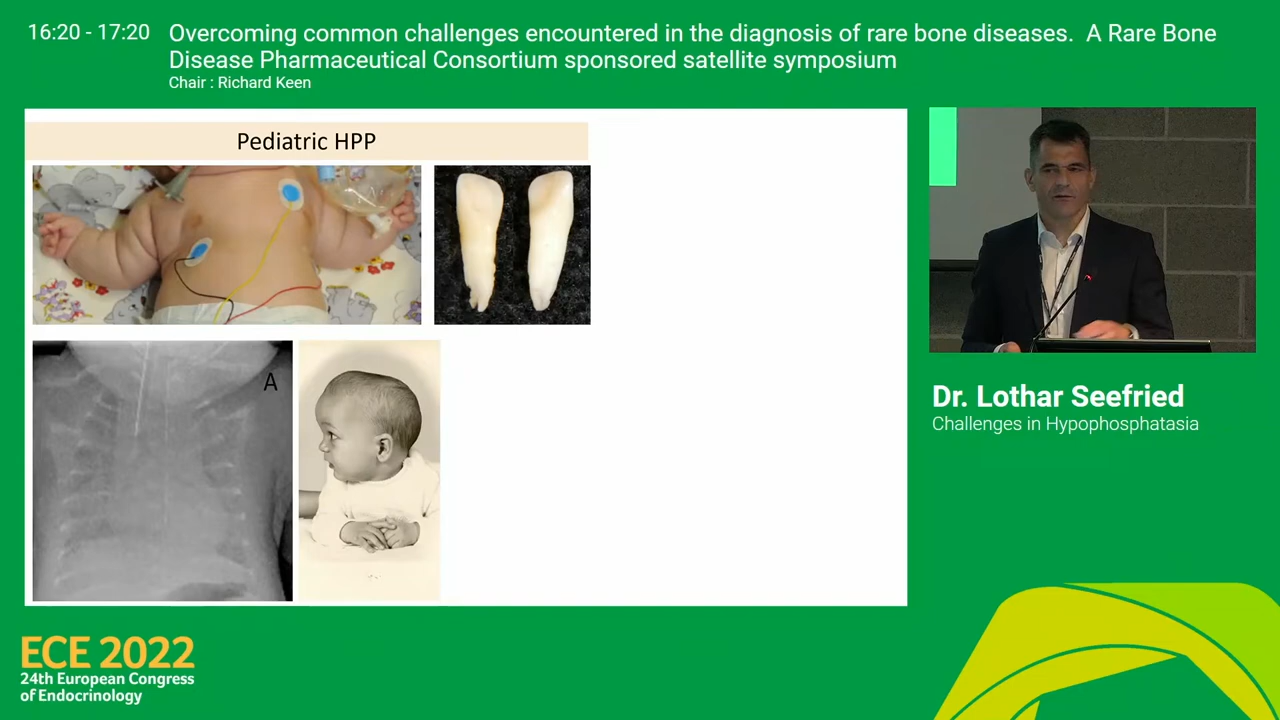 16:20 - 17:20
Overcoming common challenges encountered in the diagnosis of rare bone diseases. A Rare Bone
Disease Pharmaceutical Consortium sponsored satellite symposium
Chair : Richard Keen
Pediatric HPP
A
Dr. Lothar Seefried
Challenges in Hypophosphatasia
ECE 2022
24th European Congress
of Endocrinology